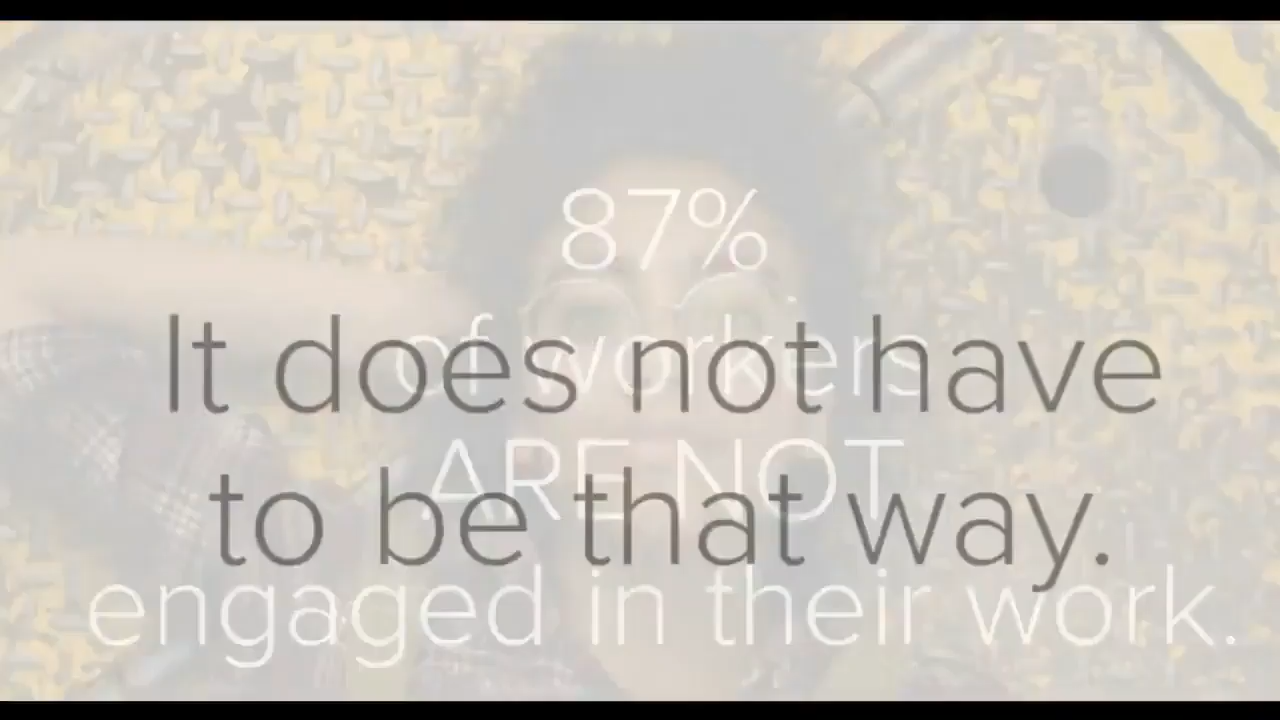 87%
of workers
ARE NOT
engaged in their work.
It does not have
to be that way.